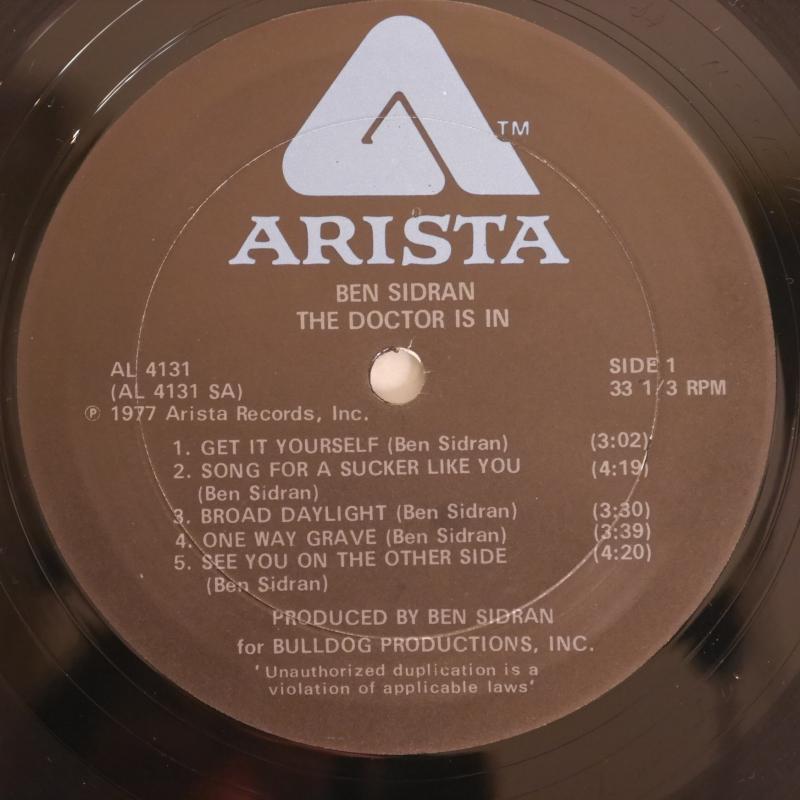 TM
ARISTA
BEN SIDRAN
THE DOCTOR IS IN
AL 4131
(AL 4131 SA)
℗ 1977 Arista Records, Inc.
SIDE 1
33 1/3 RPM
1. GET IT YOURSELF (Ben Sidran) (3:02)
2. SONG FOR A SUCKER LIKE YOU (4:19)
(Ben Sidran)
3. BROAD DAYLIGHT (Ben Sidran) (3:30)
4. ONE WAY GRAVE (Ben Sidran) (3:39)
5. SEE YOU ON THE OTHER SIDE (4:20)
(Ben Sidran)
PRODUCED BY BEN SIDRAN
for BULLDOG PRODUCTIONS, INC.
'Unauthorized duplication is a
violation of applicable laws'